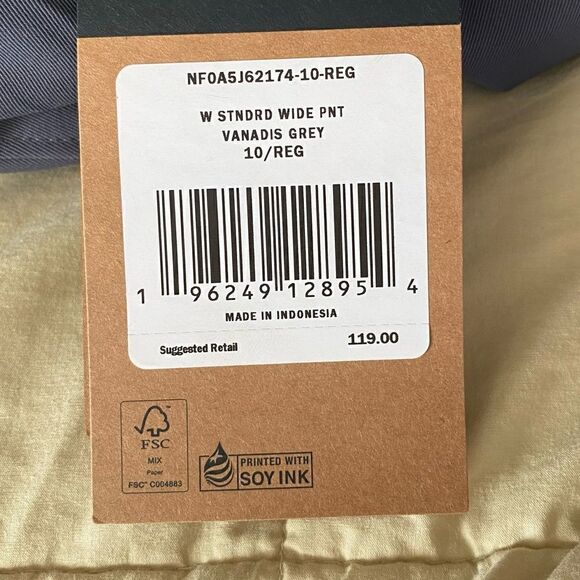 NF0A5J62174-10-REG
W STNDRD WIDE PNT
VANADIS GREY
10/REG
1 96249 12895 4
MADE IN INDONESIA
Suggested Retail 119.00
FSC
MIX
Paper
FSC™ C004883
PRINTED WITH
SOY INK